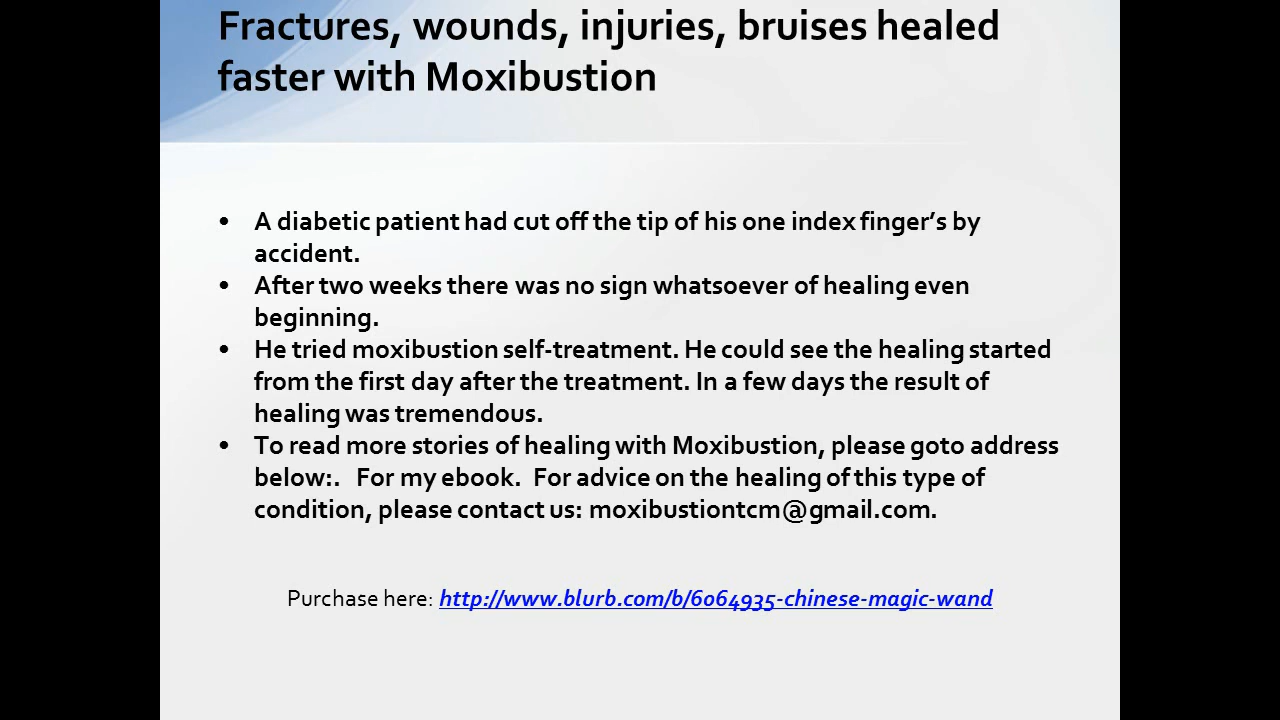 Fractures, wounds, injuries, bruises healed
faster with Moxibustion
• A diabetic patient had cut off the tip of his one index finger’s by
accident.
• After two weeks there was no sign whatsoever of healing even
beginning.
• He tried moxibustion self-treatment. He could see the healing started
from the first day after the treatment. In a few days the result of
healing was tremendous.
• To read more stories of healing with Moxibustion, please goto address
below:.   For my ebook.  For advice on the healing of this type of
condition, please contact us: moxibustiontcm@gmail.com.
Purchase here: http://www.blurb.com/b/6064935-chinese-magic-wand